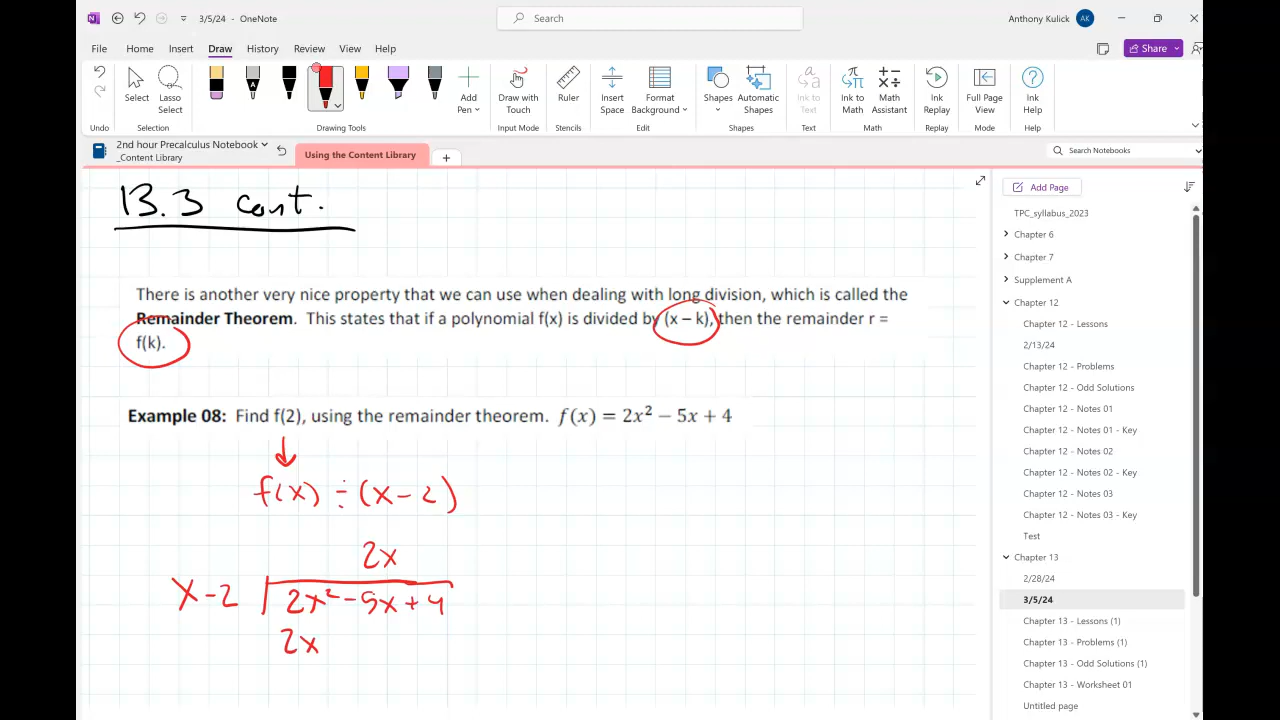 3/5/24 - OneNote
Search
Anthony Kulick
AK
File Home Insert Draw History Review View Help
Share
Undo
Select
Lasso Select
Selection
A
Add Pen
Drawing Tools
Draw with Touch
Input Mode
Ruler
Stencils
Insert Space
Format Background
Edit
Shapes
Automatic Shapes
Shapes
Ink to Text
Text
Ink to Math
Math Assistant
Math
Ink Replay
Replay
Full Page View
Mode
Ink Help
Help
2nd hour Precalculus Notebook
_Content Library
Using the Content Library
+
Search Notebooks
13.3 cont.
There is another very nice property that we can use when dealing with long division, which is called the
Remainder Theorem. This states that if a polynomial f(x) is divided by (x – k), then the remainder r =
f(k).
Example 08: Find f(2), using the remainder theorem. f(x) = 2x² − 5x + 4
f(x) ÷ (x - 2)
2x
x - 2 2x² - 5x + 4
2x
Add Page
TPC_syllabus_2023
Chapter 6
Chapter 7
Supplement A
Chapter 12
Chapter 12 - Lessons
2/13/24
Chapter 12 - Problems
Chapter 12 - Odd Solutions
Chapter 12 - Notes 01
Chapter 12 - Notes 01 - Key
Chapter 12 - Notes 02
Chapter 12 - Notes 02 - Key
Chapter 12 - Notes 03
Chapter 12 - Notes 03 - Key
Test
Chapter 13
2/28/24
3/5/24
Chapter 13 - Lessons (1)
Chapter 13 - Problems (1)
Chapter 13 - Odd Solutions (1)
Chapter 13 - Worksheet 01
Untitled page